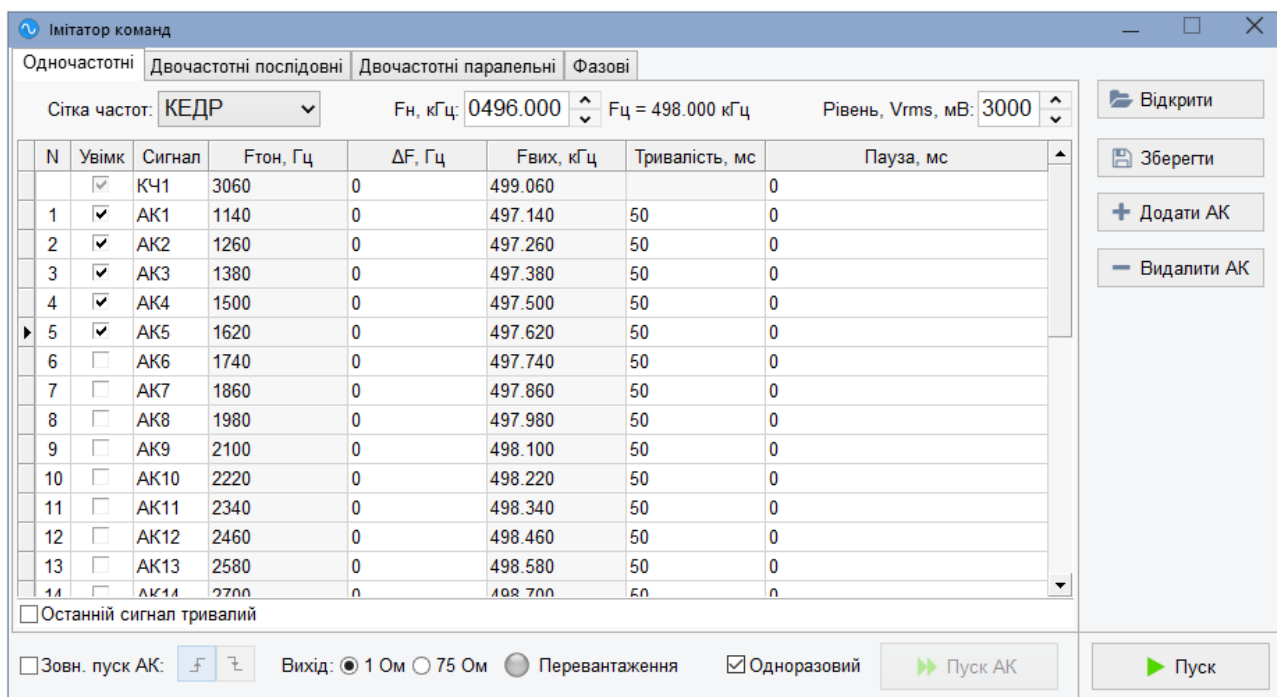 Імітатор команд
Одночастотні Двочастотні послідовні Двочастотні паралельні Фазові
Сітка частот: КЕДР Fн, кГц: 0496.000 Fц = 498.000 кГц Рівень, Vrms, мВ: 3000
N Увімк Сигнал Fтон, Гц ΔF, Гц Fвих, кГц Тривалість, мс Пауза, мс
КЧ1 3060 0 499.060 0
1 АК1 1140 0 497.140 50 0
2 АК2 1260 0 497.260 50 0
3 АК3 1380 0 497.380 50 0
4 АК4 1500 0 497.500 50 0
5 АК5 1620 0 497.620 50 0
6 АК6 1740 0 497.740 50 0
7 АК7 1860 0 497.860 50 0
8 АК8 1980 0 497.980 50 0
9 АК9 2100 0 498.100 50 0
10 АК10 2220 0 498.220 50 0
11 АК11 2340 0 498.340 50 0
12 АК12 2460 0 498.460 50 0
13 АК13 2580 0 498.580 50 0
14 АК14 2700 0 498.700 50 0
Останній сигнал тривалий
Відкрити
Зберегти
Додати АК
Видалити АК
Зовн. пуск АК: Вихід: 1 Ом 75 Ом Перевантаження Одноразовий Пуск АК Пуск